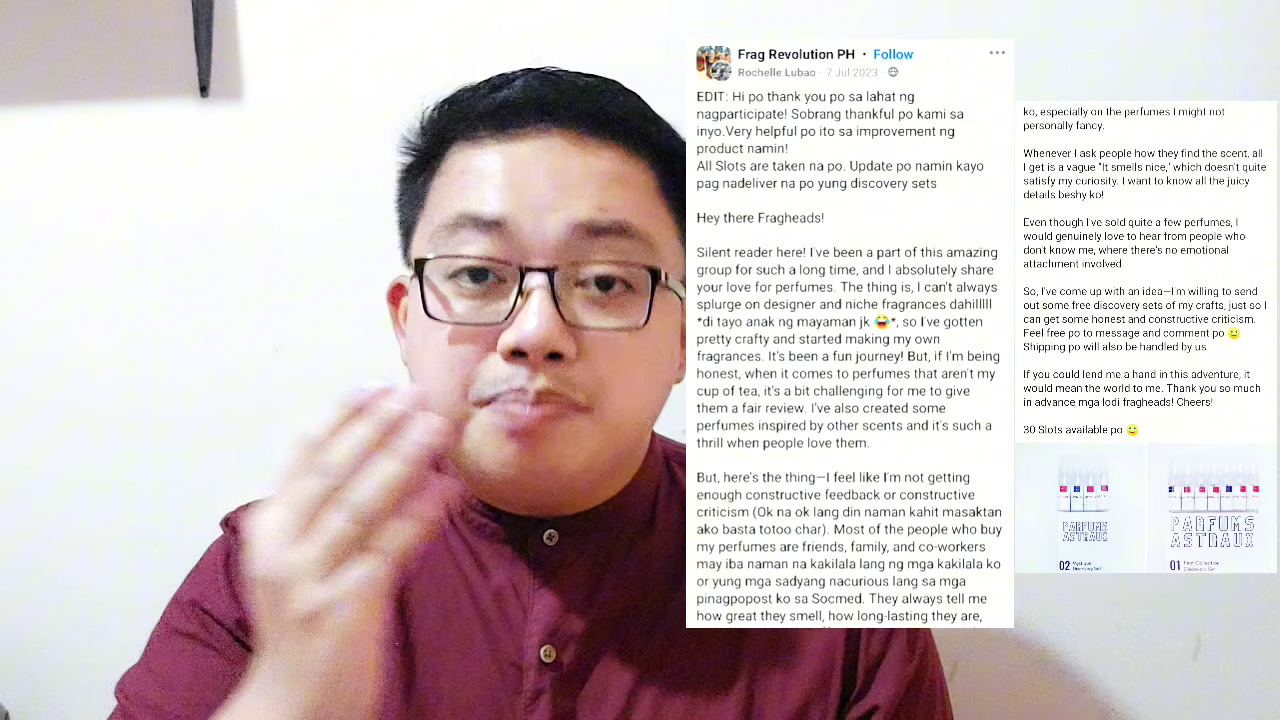 Frag Revolution PH · Follow
Rochelle Lubao · 7 Jul 2023 ·
EDIT: Hi po thank you po sa lahat ng
nagparticipate! Sobrang thankful po kami sa
inyo.Very helpful po ito sa improvement ng
product namin!
All Slots are taken na po. Update po namin kayo
pag nadeliver na po yung discovery sets
Hey there Fragheads!
Silent reader here! I've been a part of this amazing
group for such a long time, and I absolutely share
your love for perfumes. The thing is, I can't always
splurge on designer and niche fragrances dahilllll
*di tayo anak ng mayaman jk 😂*, so I've gotten
pretty crafty and started making my own
fragrances. It's been a fun journey! But, if I'm being
honest, when it comes to perfumes that aren't my
cup of tea, it's a bit challenging for me to give
them a fair review. I've also created some
perfumes inspired by other scents and it's such a
thrill when people love them.
But, here's the thing—I feel like I'm not getting
enough constructive feedback or constructive
criticism (Ok na ok lang din naman kahit masaktan
ako basta totoo char). Most of the people who buy
my perfumes are friends, family, and co-workers
may iba naman na kakilala lang ng mga kakilala ko
or yung mga sadyang nacurious lang sa mga
pinagpopost ko sa Socmed. They always tell me
how great they smell, how long-lasting they are,
ko, especially on the perfumes I might not
personally fancy.
Whenever I ask people how they find the scent, all
I get is a vague "It smells nice," which doesn't quite
satisfy my curiosity. I want to know all the juicy
details beshy ko!
Even though I've sold quite a few perfumes, I
would genuinely love to hear from people who
don't know me, where there's no emotional
attachment involved.
So, I've come up with an idea—I'm willing to send
out some free discovery sets of my crafts, just so I
can get some honest and constructive criticism.
Feel free po to message and comment po 🙂
Shipping po will also be handled by us
If you could lend me a hand in this adventure, it
would mean the world to me. Thank you so much
in advance mga lodi fragheads! Cheers!
30 Slots available po 🙂
PARFUMS
ASTRAUX
02 Mystique
Discovery Set
PARFUMS
ASTRAUX
01 First Collection
Discovery Set